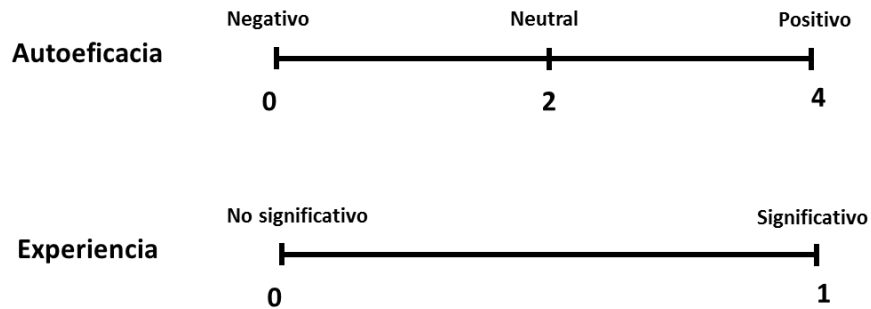 Negativo Neutral Positivo
Autoeficacia
0 2 4
No significativo Significativo
Experiencia
0 1